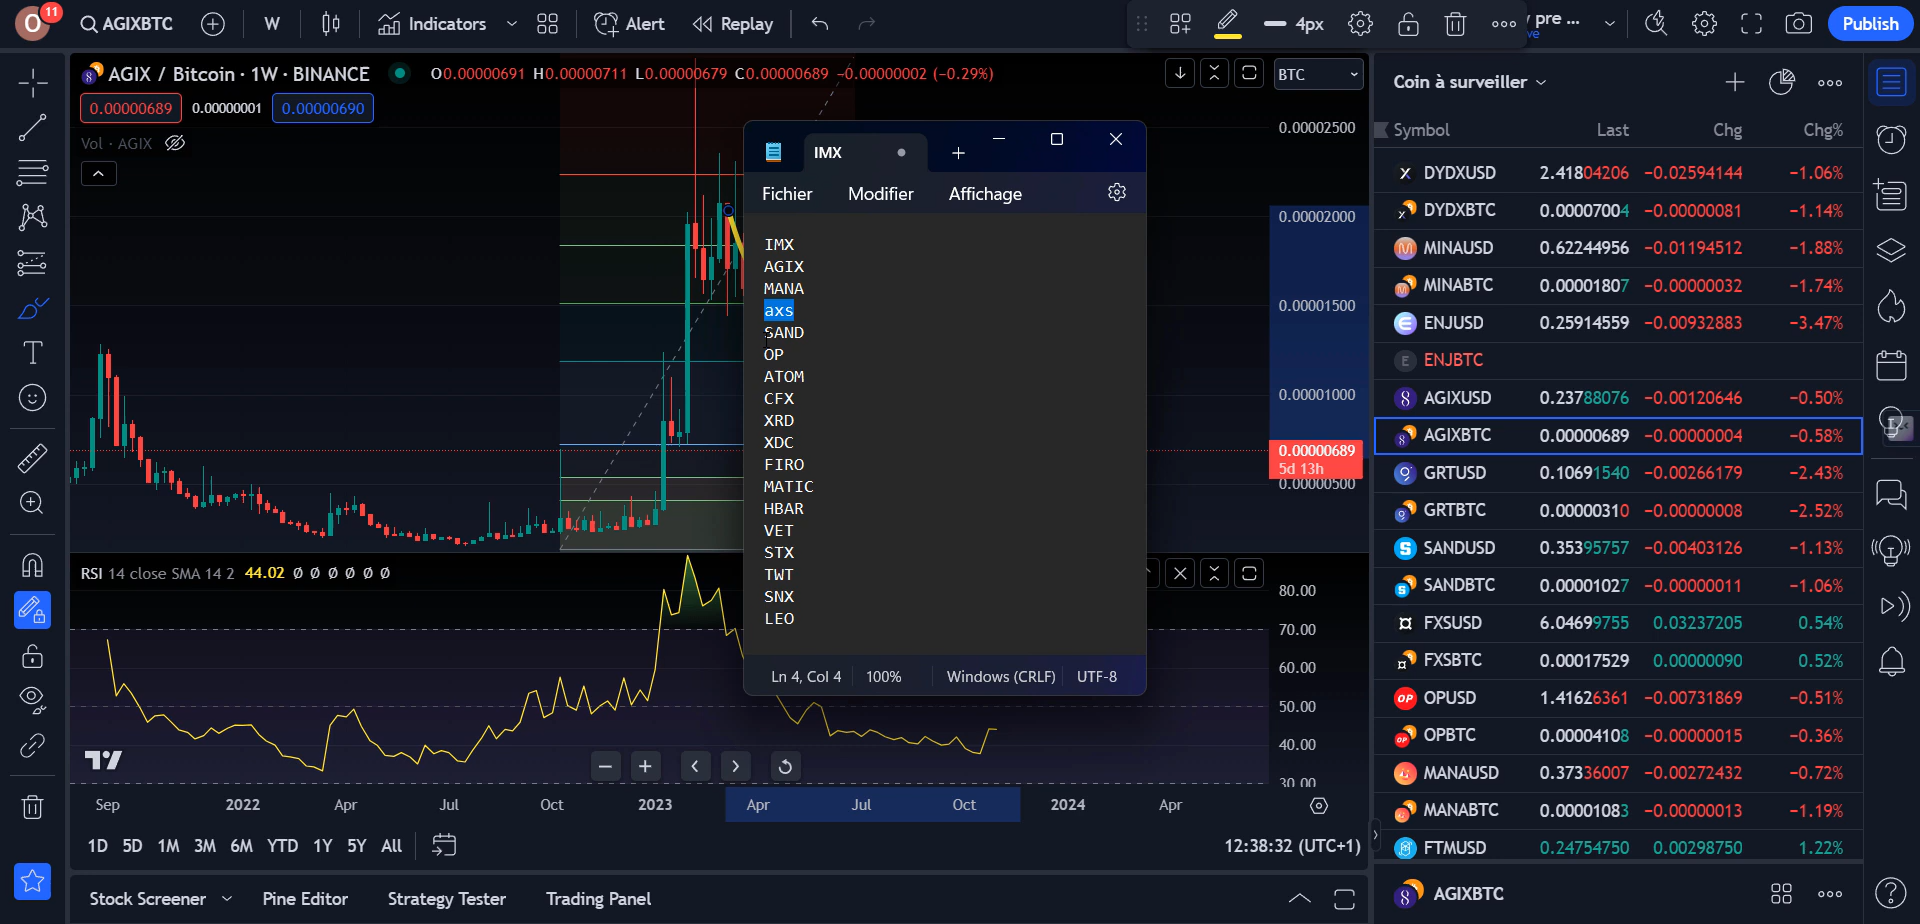 O 11 AGIXBTC W Indicators Alert Replay 4px pre ... ve Publish
AGIX / Bitcoin · 1W · BINANCE O0.00000691 H0.00000711 L0.00000679 C0.00000689 −0.00000002 (−0.29%) BTC
0.00000689 0.00000001 0.00000690
Vol · AGIX
0.00002500
0.00002000
0.00001500
0.00001000
0.00000689
5d 13h
0.00000500
IMX
Fichier Modifier Affichage
IMX
AGIX
MANA
axs
SAND
OP
ATOM
CFX
XRD
XDC
FIRO
MATIC
HBAR
VET
STX
TWT
SNX
LEO
Ln 4, Col 4 100% Windows (CRLF) UTF-8
RSI 14 close SMA 14 2 44.02 Ø Ø Ø Ø Ø Ø
80.00
70.00
60.00
50.00
40.00
30.00
Sep 2022 Apr Jul Oct 2023 Apr Jul Oct 2024 Apr
1D 5D 1M 3M 6M YTD 1Y 5Y All 12:38:32 (UTC+1)
Stock Screener Pine Editor Strategy Tester Trading Panel
Coin à surveiller
Symbol Last Chg Chg%
DYDXUSD 2.41804206 −0.02594144 −1.06%
DYDXBTC 0.00007004 −0.00000081 −1.14%
MINAUSD 0.62244956 −0.01194512 −1.88%
MINABTC 0.00001807 −0.00000032 −1.74%
ENJUSD 0.25914559 −0.00932883 −3.47%
E ENJBTC
AGIXUSD 0.23788076 −0.00120646 −0.50%
AGIXBTC 0.00000689 −0.00000004 −0.58%
GRTUSD 0.10691540 −0.00266179 −2.43%
GRTBTC 0.00000310 −0.00000008 −2.52%
SANDUSD 0.35395757 −0.00403126 −1.13%
SANDBTC 0.00001027 −0.00000011 −1.06%
FXSUSD 6.04699755 0.03237205 0.54%
FXSBTC 0.00017529 0.00000090 0.52%
OP OPUSD 1.41626361 −0.00731869 −0.51%
OP OPBTC 0.00004108 −0.00000015 −0.36%
MANAUSD 0.37336007 −0.00272432 −0.72%
MANABTC 0.00001083 −0.00000013 −1.19%
FTMUSD 0.24754750 0.00298750 1.22%
AGIXBTC